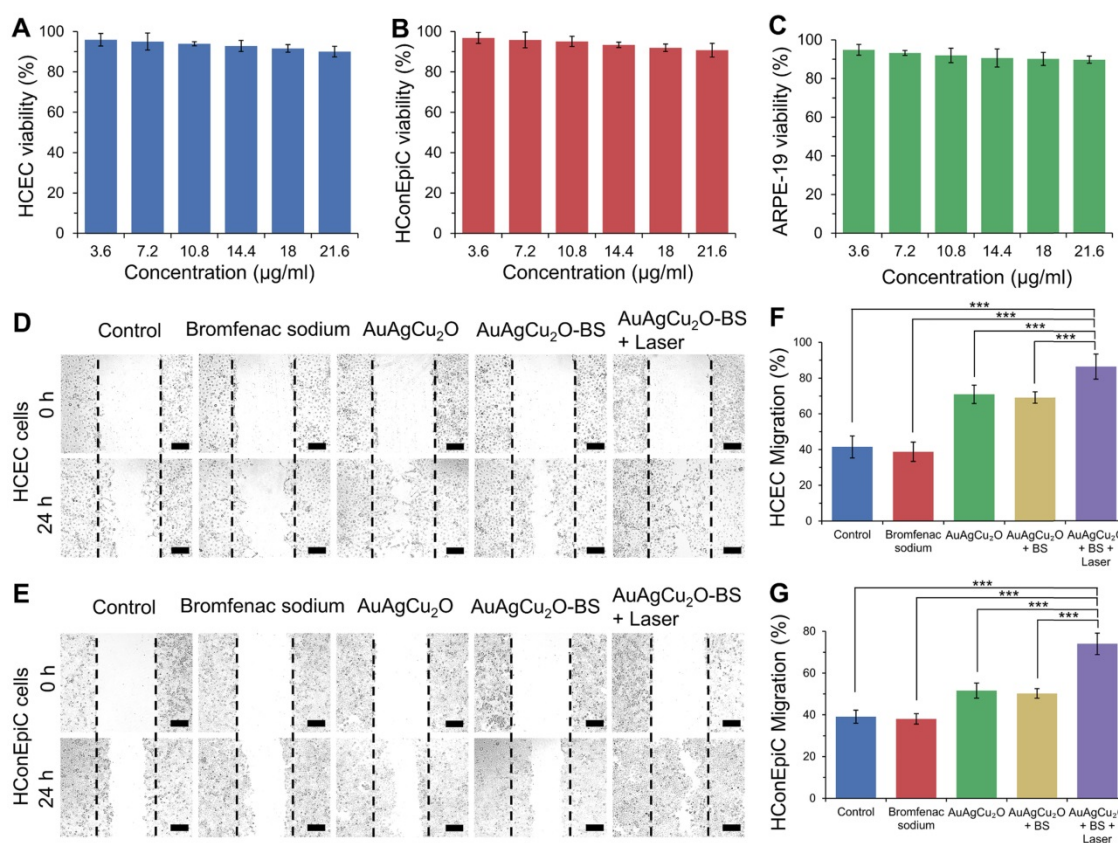 A
HCEC viability (%)
100
80
60
40
20
0
3.6 7.2 10.8 14.4 18 21.6
Concentration (µg/ml)
B
HConEpiC viability (%)
100
80
60
40
20
0
3.6 7.2 10.8 14.4 18 21.6
Concentration (µg/ml)
C
ARPE-19 viability (%)
100
80
60
40
20
0
3.6 7.2 10.8 14.4 18 21.6
Concentration (µg/ml)
D
Control Bromfenac sodium AuAgCu₂O AuAgCu₂O-BS AuAgCu₂O-BS
+ Laser
HCEC cells
0 h
24 h
E
Control Bromfenac sodium AuAgCu₂O AuAgCu₂O-BS AuAgCu₂O-BS
+ Laser
HConEpiC cells
0 h
24 h
F
***
***
***
***
HCEC Migration (%)
100
80
60
40
20
0
Control Bromfenac AuAgCu₂O AuAgCu₂O AuAgCu₂O
sodium + BS + BS +
Laser
G
***
***
***
***
HConEpiC Migration (%)
100
80
60
40
20
0
Control Bromfenac AuAgCu₂O AuAgCu₂O AuAgCu₂O
sodium + BS + BS +
Laser